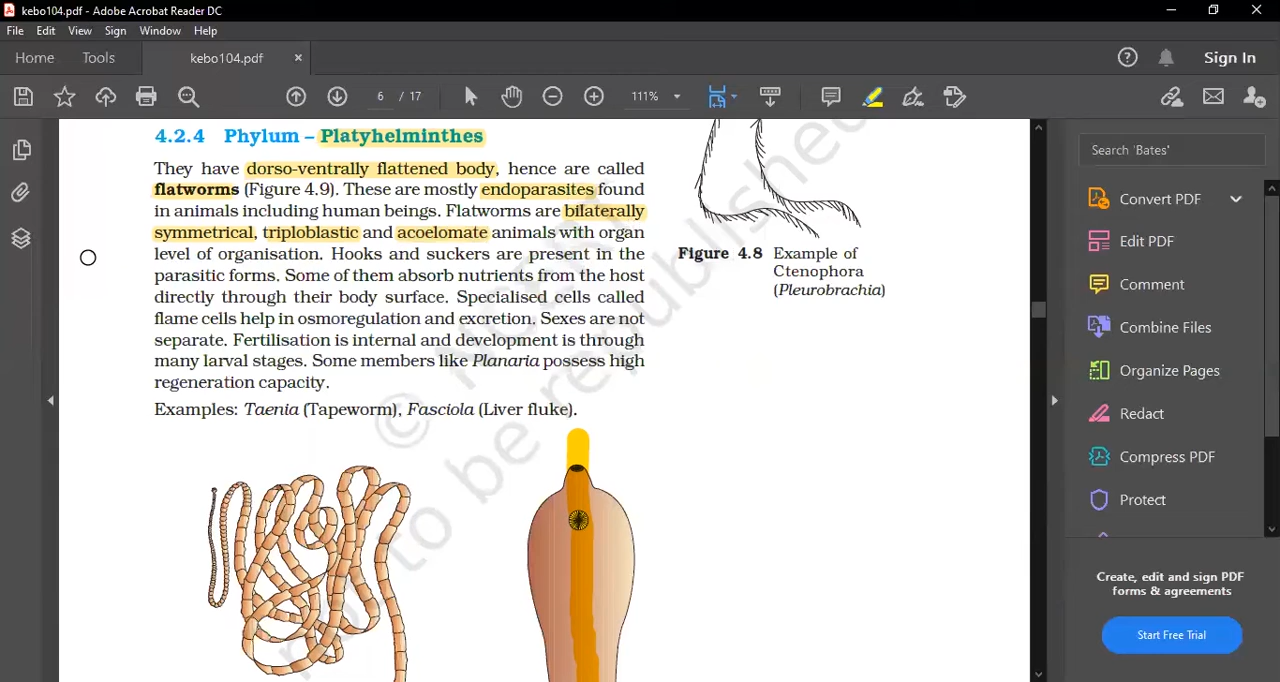 kebo104.pdf - Adobe Acrobat Reader DC
File Edit View Sign Window Help
Home Tools kebo104.pdf × Sign In
6 / 17 111%
4.2.4 Phylum – Platyhelminthes
They have dorso-ventrally flattened body, hence are called
flatworms (Figure 4.9). These are mostly endoparasites found
in animals including human beings. Flatworms are bilaterally
symmetrical, triploblastic and acoelomate animals with organ
level of organisation. Hooks and suckers are present in the
parasitic forms. Some of them absorb nutrients from the host
directly through their body surface. Specialised cells called
flame cells help in osmoregulation and excretion. Sexes are not
separate. Fertilisation is internal and development is through
many larval stages. Some members like Planaria possess high
regeneration capacity.
Examples: Taenia (Tapeworm), Fasciola (Liver fluke).
Figure 4.8 Example of
Ctenophora
(Pleurobrachia)
© NCERT
not to be republished
Search 'Bates'
Convert PDF
Edit PDF
Comment
Combine Files
Organize Pages
Redact
Compress PDF
Protect
Create, edit and sign PDF
forms & agreements
Start Free Trial